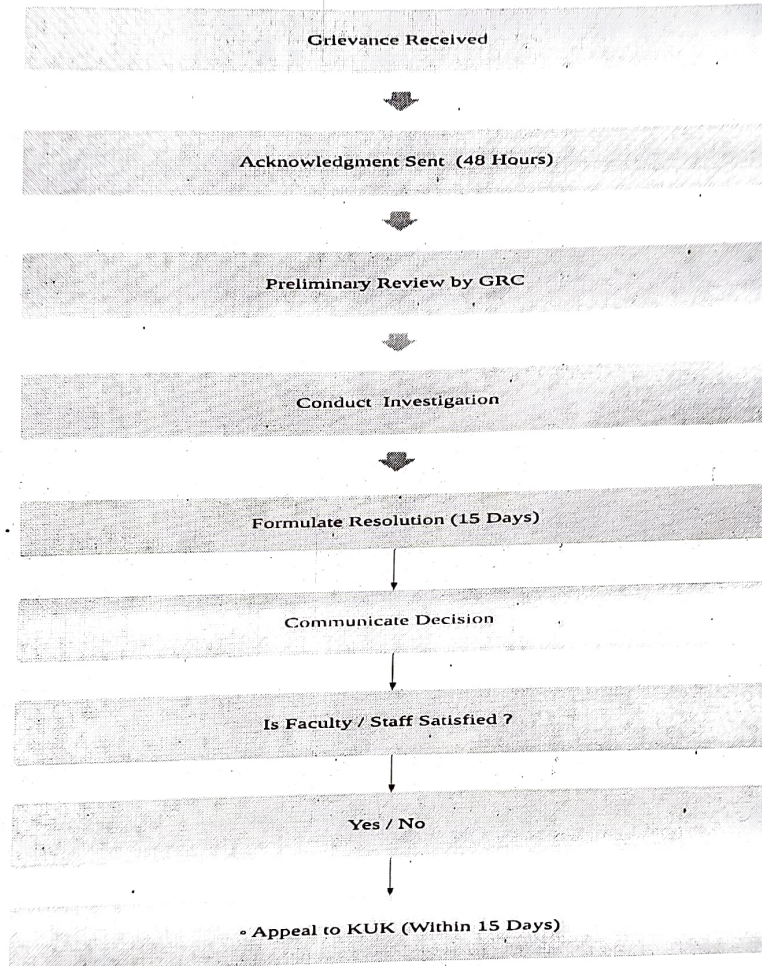 Grievance Received
Acknowledgment Sent (48 Hours)
Preliminary Review by GRC
Conduct Investigation
Formulate Resolution (15 Days)
Communicate Decision
Is Faculty / Staff Satisfied ?
Yes / No
Appeal to KUK (Within 15 Days)